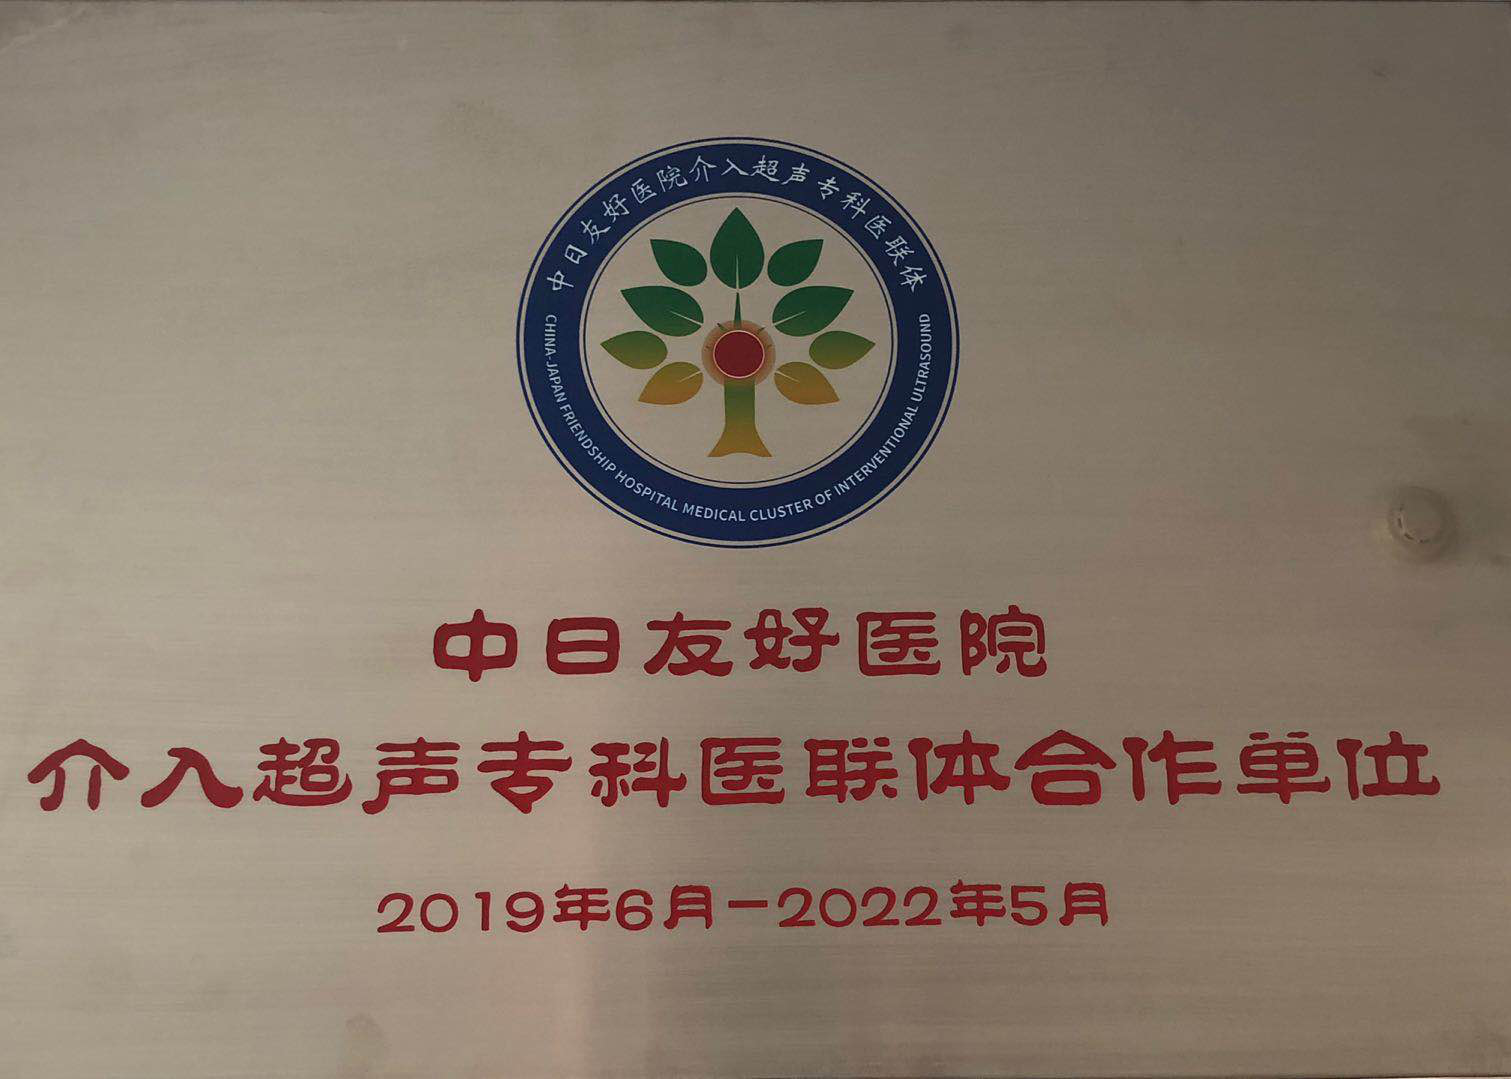 中日友好医院介入超声专科医联体
CHINA-JAPAN FRIENDSHIP HOSPITAL MEDICAL CLUSTER OF INTERVENTIONAL ULTRASOUND
中日友好医院
介入超声专科医联体合作单位
2019年6月-2022年5月